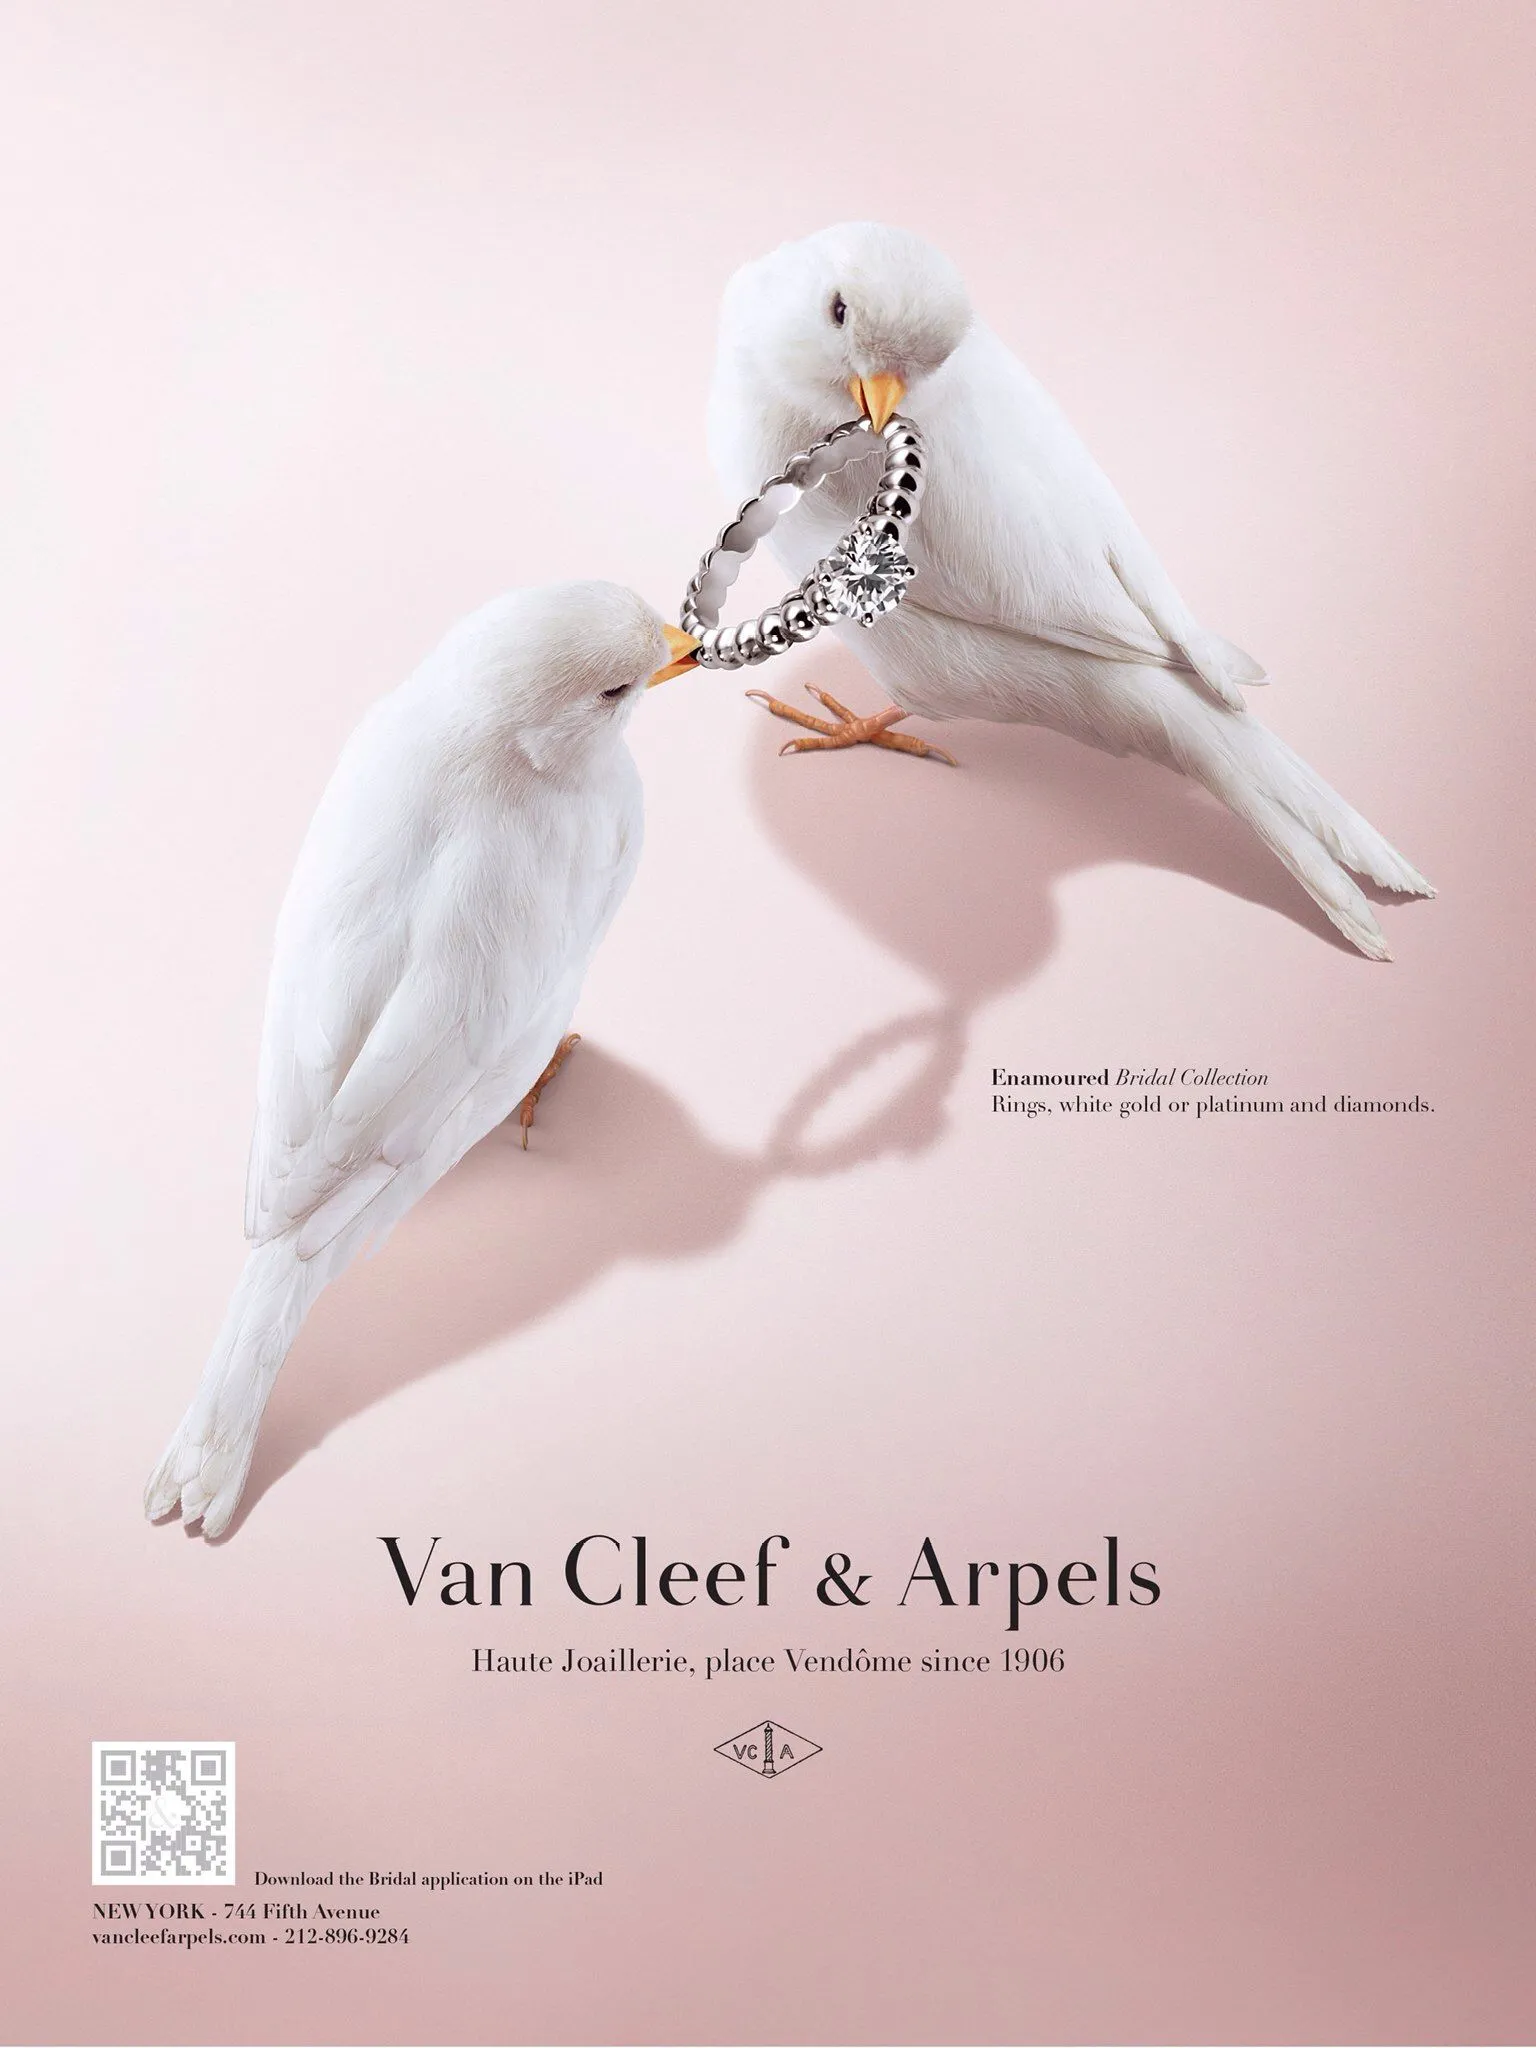 Enamoured Bridal Collection
Rings, white gold or platinum and diamonds.
Van Cleef & Arpels
Haute Joaillerie, place Vendôme since 1906
VC A
&
Download the Bridal application on the iPad
NEW YORK - 744 Fifth Avenue
vancleefarpels.com - 212-896-9284